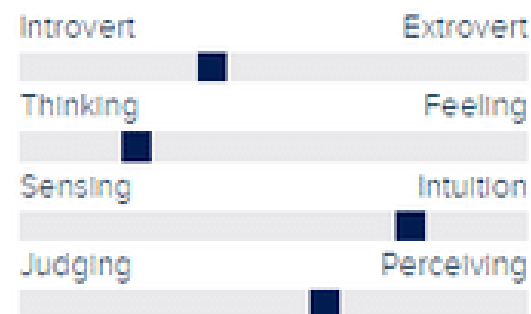 Introvert Extrovert
Thinking Feeling
Sensing Intuition
Judging Perceiving